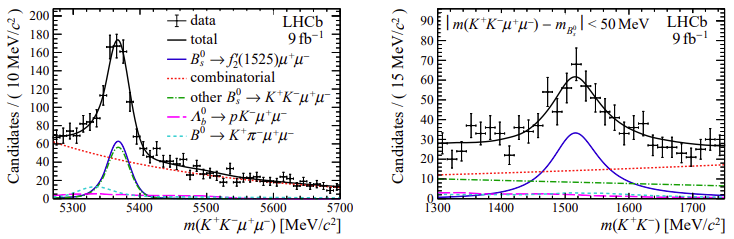 Candidates / ( 10 MeV/c²)
200
180
160
140
120
100
80
60
40
20
0
data
total
B⁰ₛ → f′₂(1525)μ⁺μ⁻
combinatorial
other B⁰ₛ → K⁺K⁻μ⁺μ⁻
Λ⁰_b → pK⁻μ⁺μ⁻
B⁰ → K⁺π⁻μ⁺μ⁻
LHCb
9 fb⁻¹
5300 5400 5500 5600 5700
m(K⁺K⁻μ⁺μ⁻) [MeV/c²]
Candidates / ( 15 MeV/c²)
90
80
70
60
50
40
30
20
10
0
|m(K⁺K⁻μ⁺μ⁻) − m_{B⁰ₛ}| < 50 MeV
LHCb
9 fb⁻¹
1300 1400 1500 1600 1700
m(K⁺K⁻) [MeV/c²]